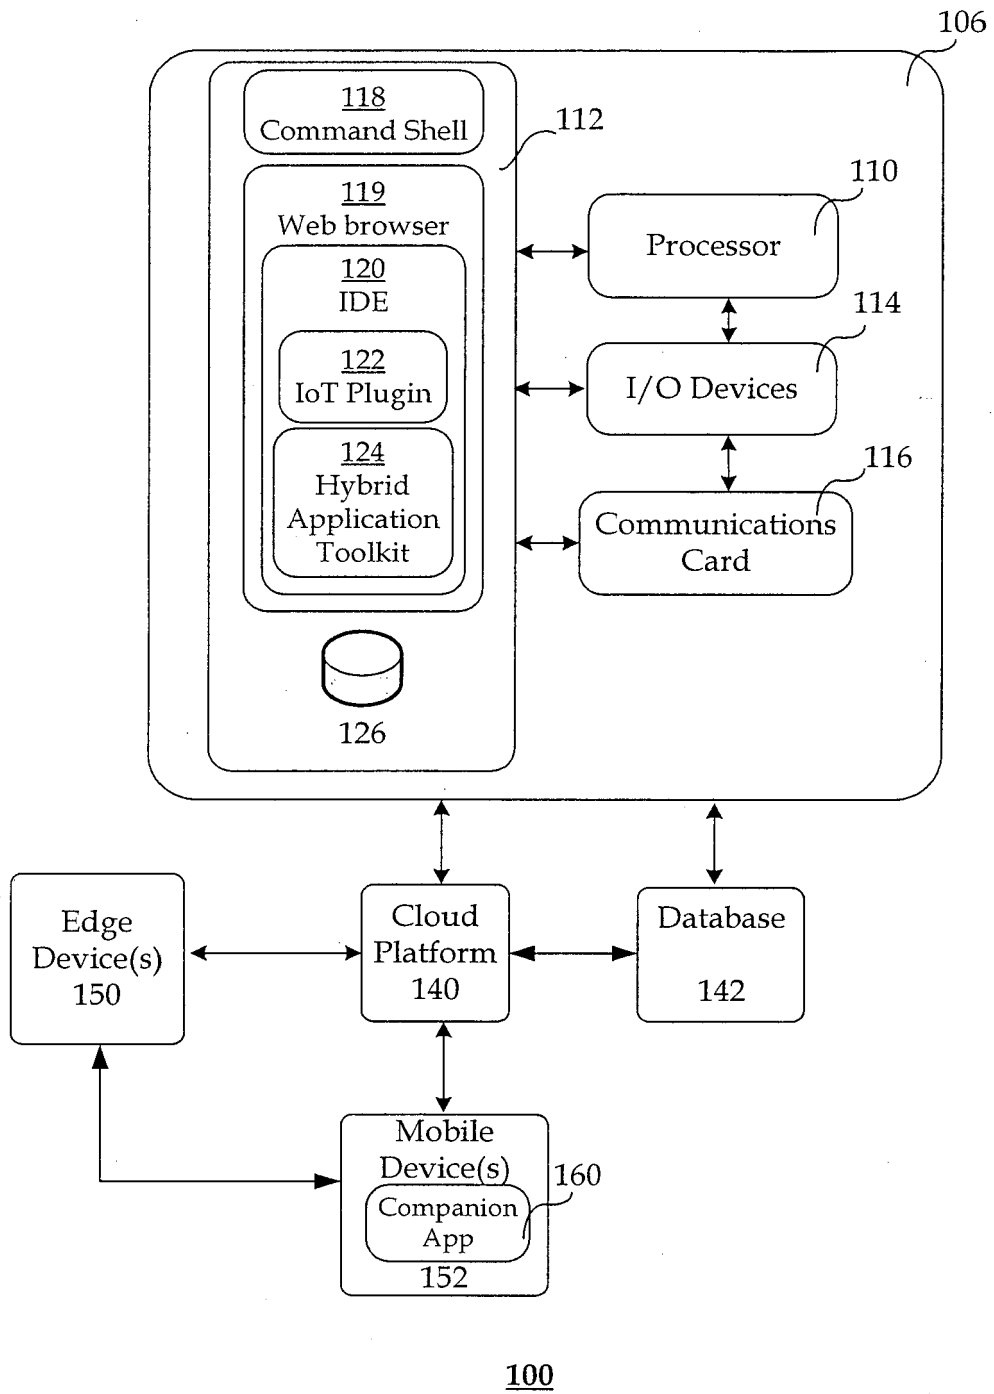 106
118
Command Shell
112
119
Web browser
110
Processor
120
IDE
114
I/O Devices
122
IoT Plugin
124
Hybrid
Application
Toolkit
116
Communications
Card
126
Edge
Device(s)
150
Cloud
Platform
140
Database
142
Mobile
Device(s)
160
Companion
App
152
100